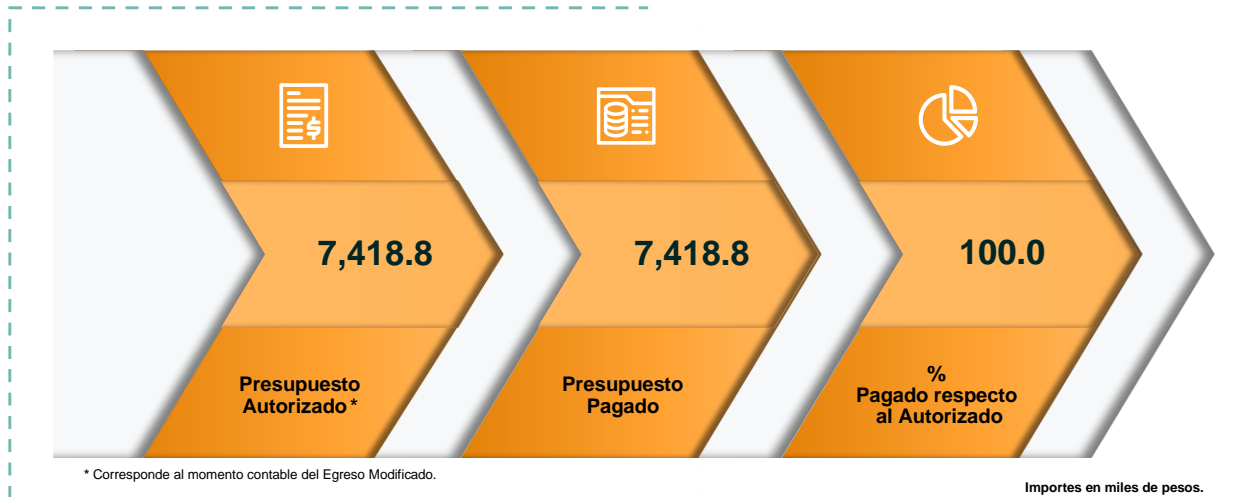 7,418.8
7,418.8
100.0
Presupuesto
Autorizado *
Presupuesto
Pagado
%
Pagado respecto
al Autorizado
* Corresponde al momento contable del Egreso Modificado.
Importes en miles de pesos.